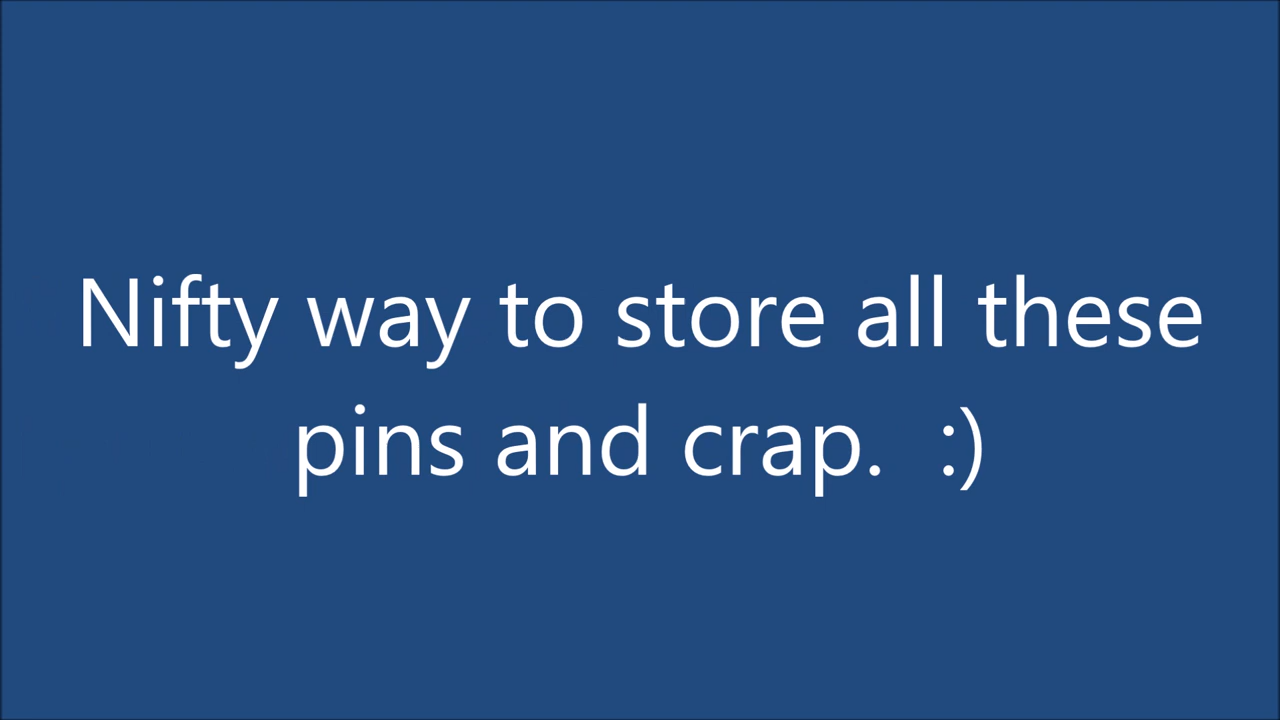 Nifty way to store all these
pins and crap.  :)